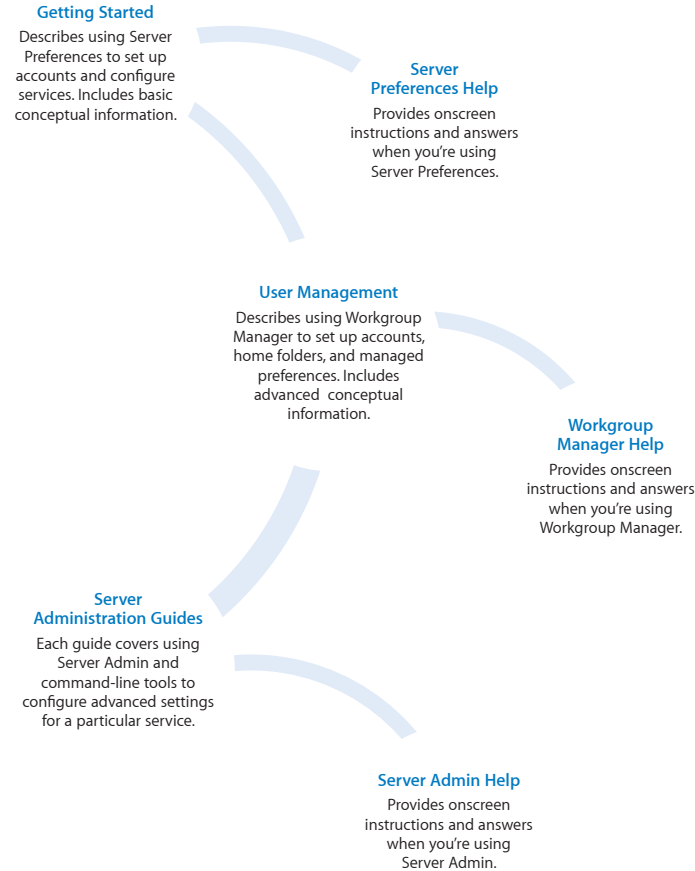 Getting Started
Describes using Server
Preferences to set up
accounts and configure
services. Includes basic
conceptual information.
Server
Preferences Help
Provides onscreen
instructions and answers
when you’re using
Server Preferences.
User Management
Describes using Workgroup
Manager to set up accounts,
home folders, and managed
preferences. Includes
advanced conceptual
information.
Workgroup
Manager Help
Provides onscreen
instructions and answers
when you’re using
Workgroup Manager.
Server
Administration Guides
Each guide covers using
Server Admin and
command-line tools to
configure advanced settings
for a particular service.
Server Admin Help
Provides onscreen
instructions and answers
when you’re using
Server Admin.